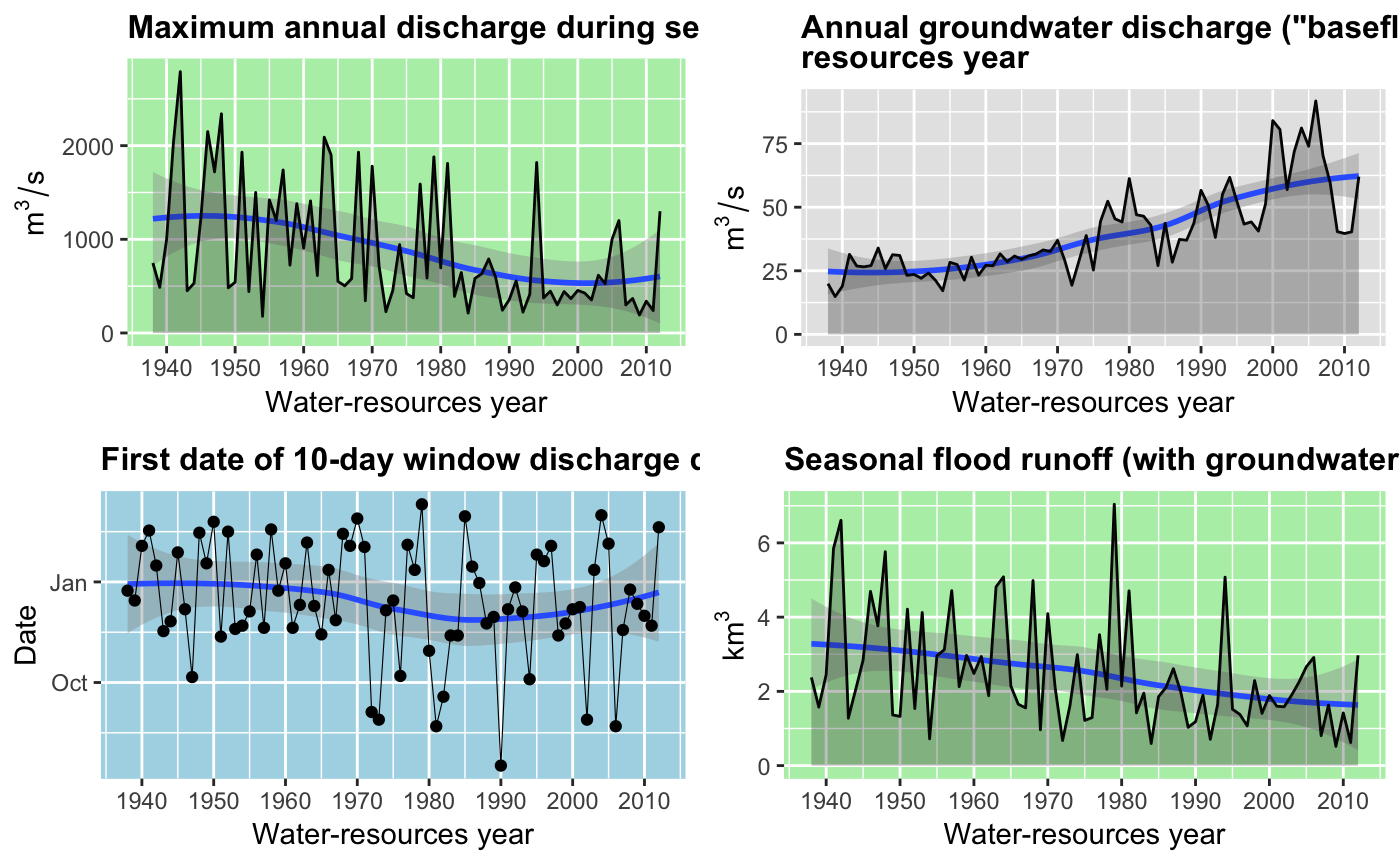 Maximum annual discharge during se
m3/s
2000
1000
0
1940 1950 1960 1970 1980 1990 2000 2010
Water-resources year
Annual groundwater discharge ("basefl
resources year
m3/s
75
50
25
0
1940 1950 1960 1970 1980 1990 2000 2010
Water-resources year
First date of 10-day window discharge
Date
Jan
Oct
1940 1950 1960 1970 1980 1990 2000 2010
Water-resources year
Seasonal flood runoff (with groundwater
km3
6
4
2
0
1940 1950 1960 1970 1980 1990 2000 2010
Water-resources year